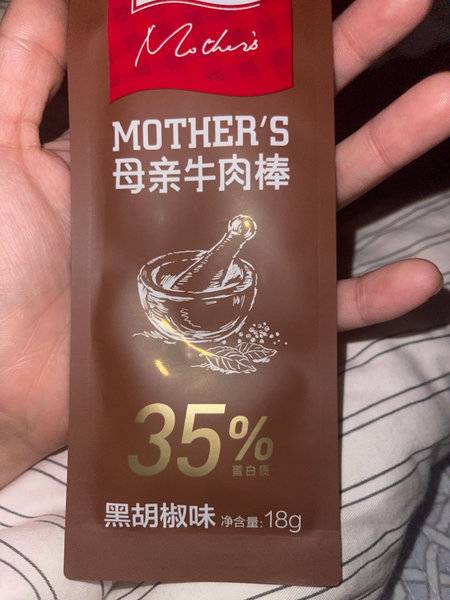 Mother's
MOTHER'S
母亲牛肉棒
35%
蛋白质
黑胡椒味 净含量:18g